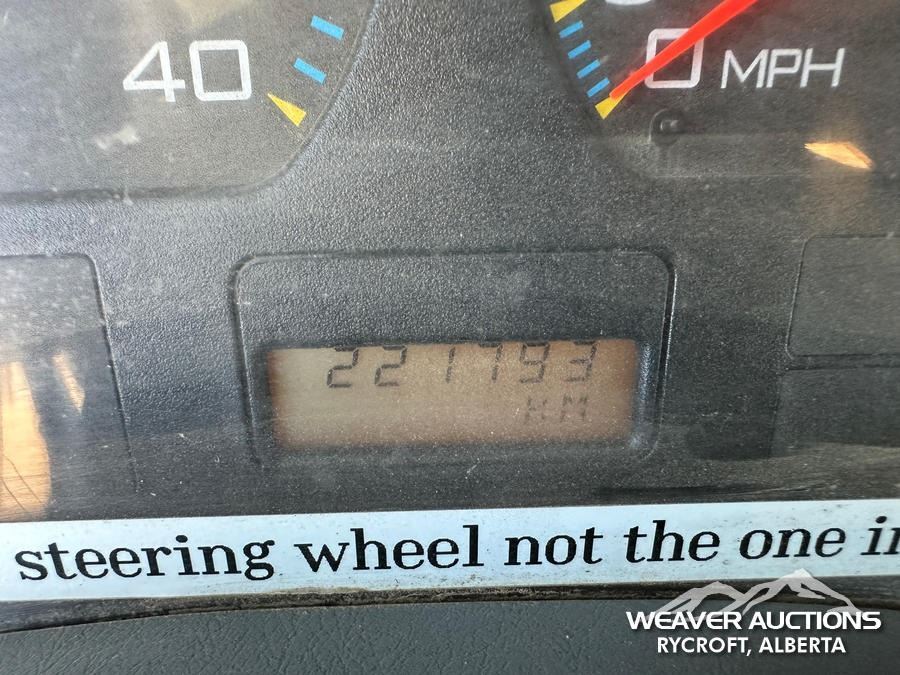 40
0 MPH
221793
KM
steering wheel not the one
WEAVER AUCTIONS
RYCROFT, ALBERTA